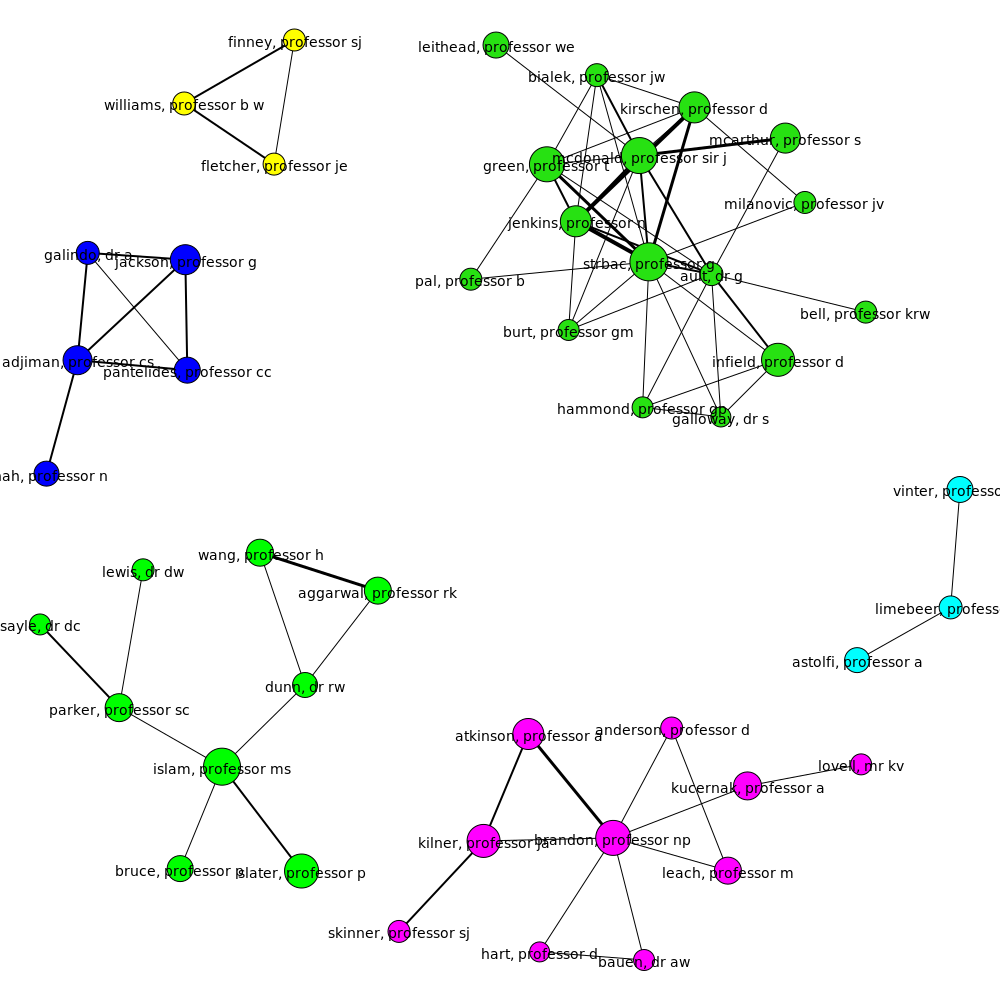 finney, professor sj
leithead, professor we
bialek, professor jw
williams, professor b w
kirschen, professor d
mcarthur, professor s
fletcher, professor je
green, professor t
mcdonald, professor sir j
milanovic, professor jv
jenkins, professor n
galindo, dr a
jackson, professor g
strbac, professor g
ault, dr g
pal, professor b
bell, professor krw
burt, professor gm
adjiman, professor cs
pantelides, professor cc
infield, professor d
hammond, professor gp
galloway, dr s
ah, professor n
vinter, professo
lewis, dr dw
wang, professor h
aggarwal, professor rk
limebeer, profess
sayle, dr dc
astolfi, professor a
dunn, dr rw
parker, professor sc
islam, professor ms
atkinson, professor a
anderson, professor d
lovell, mr kv
kucernak, professor a
kilner, professor ja
brandon, professor np
bruce, professor p
slater, professor p
leach, professor m
skinner, professor sj
hart, professor d
bauen, dr aw